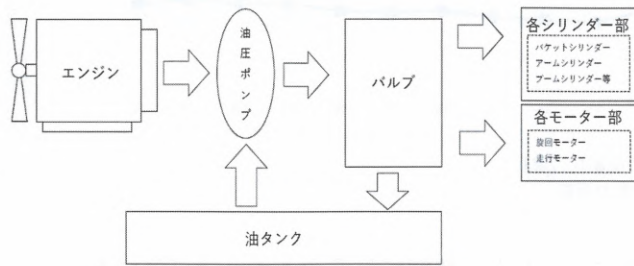 エンジン
油圧ポンプ
バルブ
各シリンダー部
バケットシリンダー
アームシリンダー
ブームシリンダー等
各モーター部
旋回モーター
走行モーター
油タンク